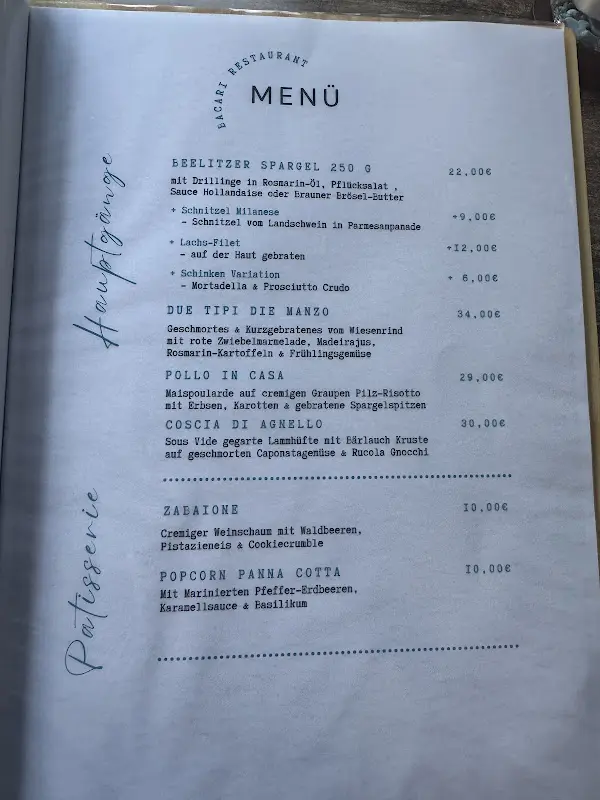 BACARI RESTAURANT
MENÜ
Hauptgänge
BEELITZER SPARGEL 250 G 22,00€
mit Drillinge in Rosmarin-Öl, Pflücksalat ,
Sauce Hollandaise oder Brauner Brösel-Butter
+ Schnitzel Milanese +9,00€
- Schnitzel vom Landschwein in Parmesanpanade
+ Lachs-Filet +12,00€
- auf der Haut gebraten
+ Schinken Variation + 6,00€
- Mortadella & Prosciutto Crudo
DUE TIPI DIE MANZO 34,00€
Geschmortes & Kurzgebratenes vom Wiesenrind
mit rote Zwiebelmarmelade, Madeirajus,
Rosmarin-Kartoffeln & Frühlingsgemüse
POLLO IN CASA 29,00€
Maispoularde auf cremigen Graupen Pilz-Risotto
mit Erbsen, Karotten & gebratene Spargelspitzen
COSCIA DI AGNELLO 30,00€
Sous Vide gegarte Lammhüfte mit Bärlauch Kruste
auf geschmorten Caponatagemüse & Rucola Gnocchi
Patisserie
ZABAIONE 10,00€
Cremiger Weinschaum mit Waldbeeren,
Pistazieneis & Cookiecrumble
POPCORN PANNA COTTA 10,00€
Mit Marinierten Pfeffer-Erdbeeren,
Karamellsauce & Basilikum